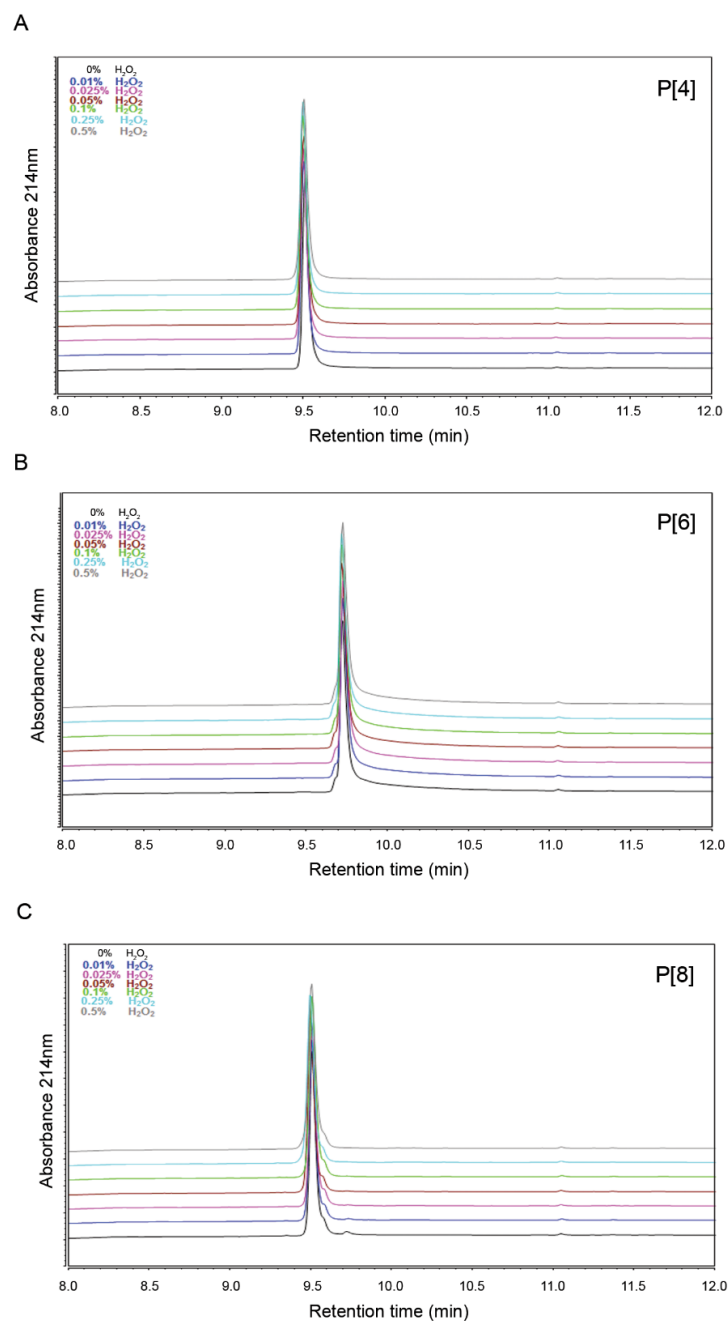 A
0% H₂O₂
0.01% H₂O₂
0.025% H₂O₂
0.05% H₂O₂
0.1% H₂O₂
0.25% H₂O₂
0.5% H₂O₂
P[4]
Absorbance 214nm
8.0 8.5 9.0 9.5 10.0 10.5 11.0 11.5 12.0
Retention time (min)
B
0% H₂O₂
0.01% H₂O₂
0.025% H₂O₂
0.05% H₂O₂
0.1% H₂O₂
0.25% H₂O₂
0.5% H₂O₂
P[6]
Absorbance 214nm
8.0 8.5 9.0 9.5 10.0 10.5 11.0 11.5 12.0
Retention time (min)
C
0% H₂O₂
0.01% H₂O₂
0.025% H₂O₂
0.05% H₂O₂
0.1% H₂O₂
0.25% H₂O₂
0.5% H₂O₂
P[8]
Absorbance 214nm
8.0 8.5 9.0 9.5 10.0 10.5 11.0 11.5 12.0
Retention time (min)